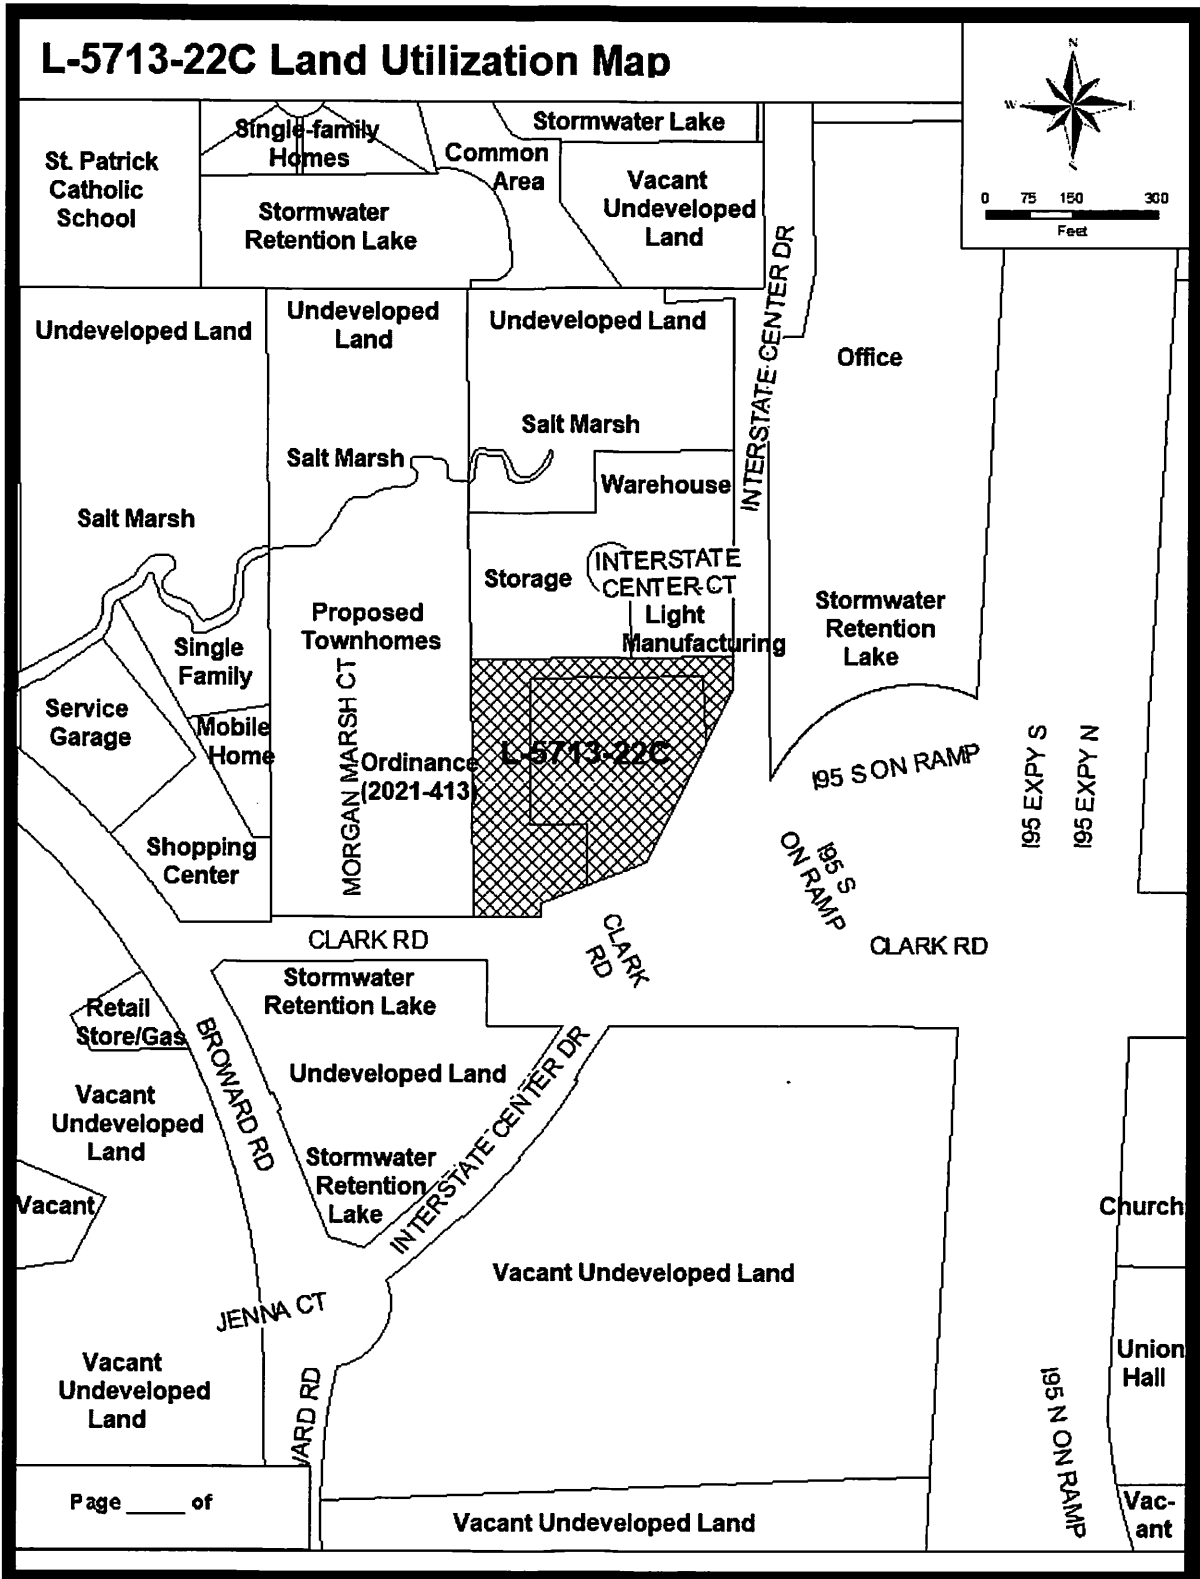 L-5713-22C Land Utilization Map
N
W
E
S
0 75 150 300
Feet
St. Patrick
Catholic
School
Single-family
Homes
Stormwater
Retention Lake
Common
Area
Stormwater Lake
Vacant
Undeveloped
Land
INTERSTATE CENTER DR
Undeveloped Land
Undeveloped
Land
Undeveloped Land
Office
Salt Marsh
Salt Marsh
Salt Marsh
Warehouse
Storage
INTERSTATE
CENTER CT
Light
Manufacturing
Stormwater
Retention
Lake
Proposed
Townhomes
Single
Family
Service
Garage
Mobile
Home
MORGAN MARSH CT
Ordinance
(2021-413)
L-5713-22C
I95 S ON RAMP
I95 EXPY S
I95 EXPY N
I95 S
ON RAMP
Shopping
Center
CLARK RD
CLARK
RD
CLARK RD
Stormwater
Retention Lake
Retail
Store/Gas
BROWARD RD
Undeveloped Land
INTERSTATE CENTER DR
Vacant
Undeveloped
Land
Stormwater
Retention
Lake
Vacant
Church
Vacant Undeveloped Land
JENNA CT
Union
Hall
Vacant
Undeveloped
Land
VARD RD
I95 N ON RAMP
Page _____ of
Vacant Undeveloped Land
Vac-
ant